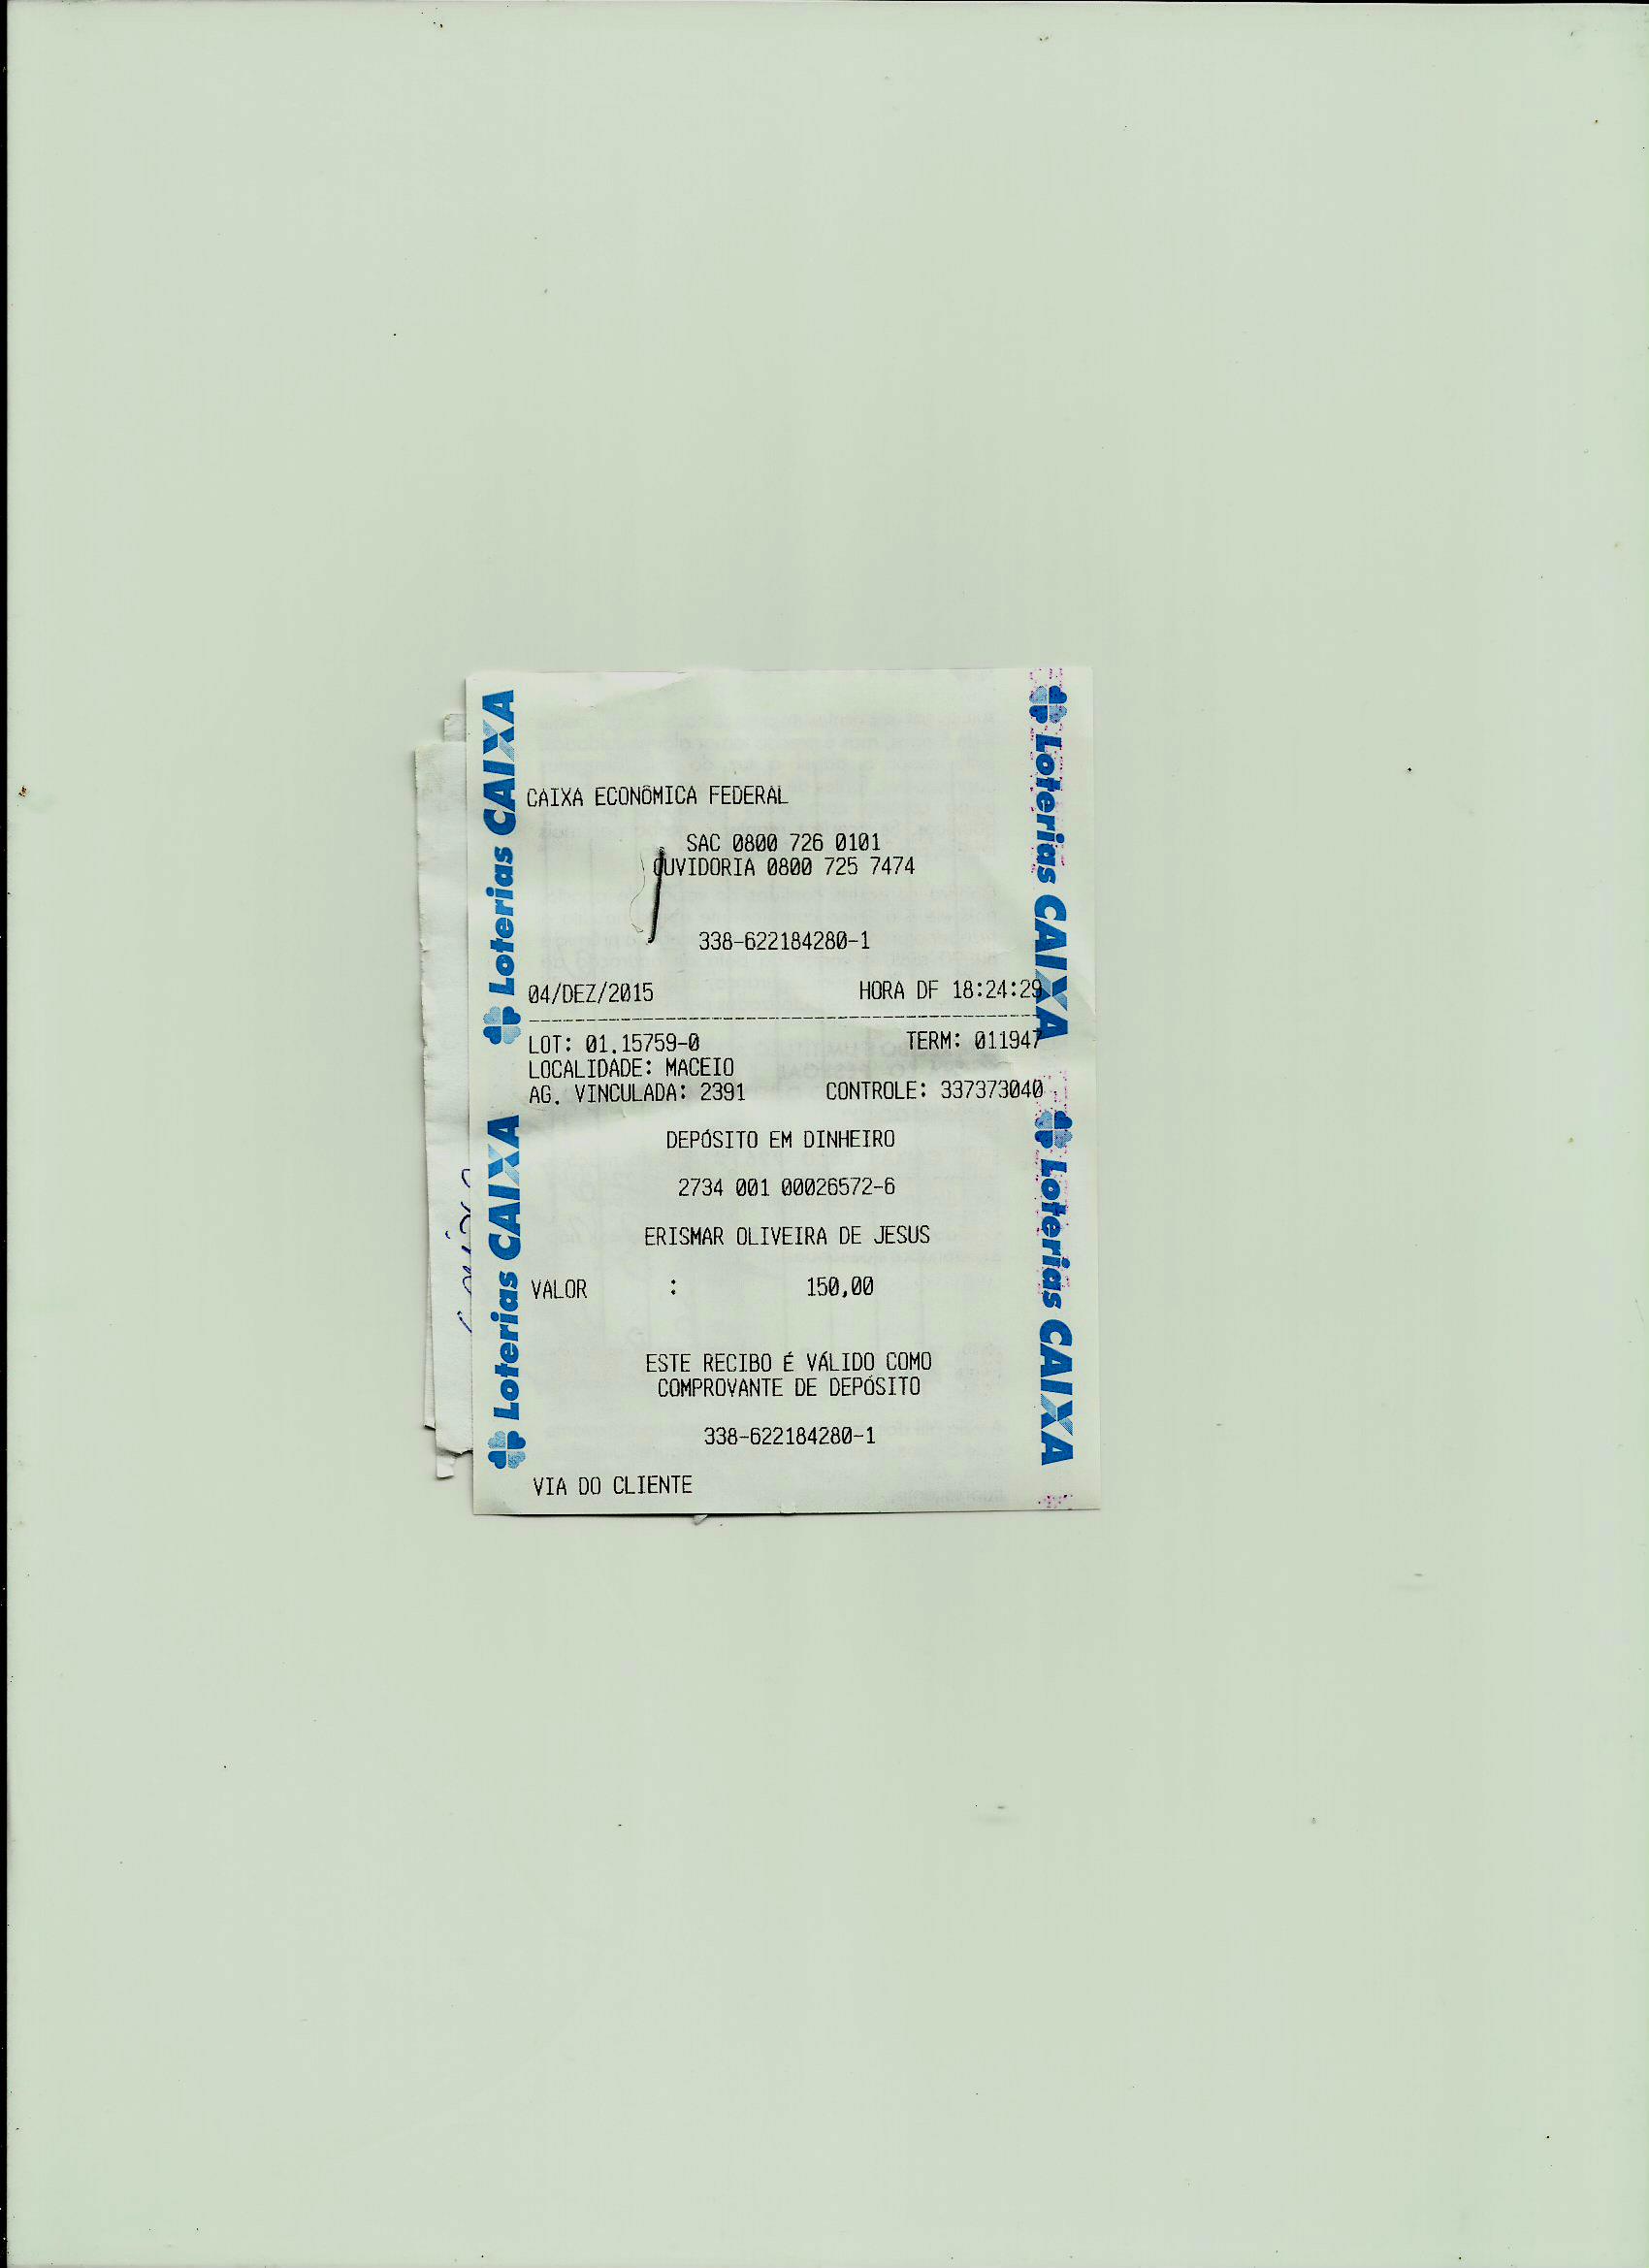 CAIXA ECONÔMICA FEDERAL
SAC 0800 726 0101
OUVIDORIA 0800 725 7474
338-622184280-1
04/DEZ/2015 HORA DF 18:24:29
LOT: 01.15759-0 TERM: 011947
LOCALIDADE: MACEIO
AG. VINCULADA: 2391 CONTROLE: 337373040
DEPÓSITO EM DINHEIRO
2734 001 00026572-6
ERISMAR OLIVEIRA DE JESUS
VALOR : 150,00
ESTE RECIBO É VÁLIDO COMO
COMPROVANTE DE DEPÓSITO
338-622184280-1
VIA DO CLIENTE
Loterias CAIXA
Loterias CAIXA
Loterias CAIXA
Loterias CAIXA